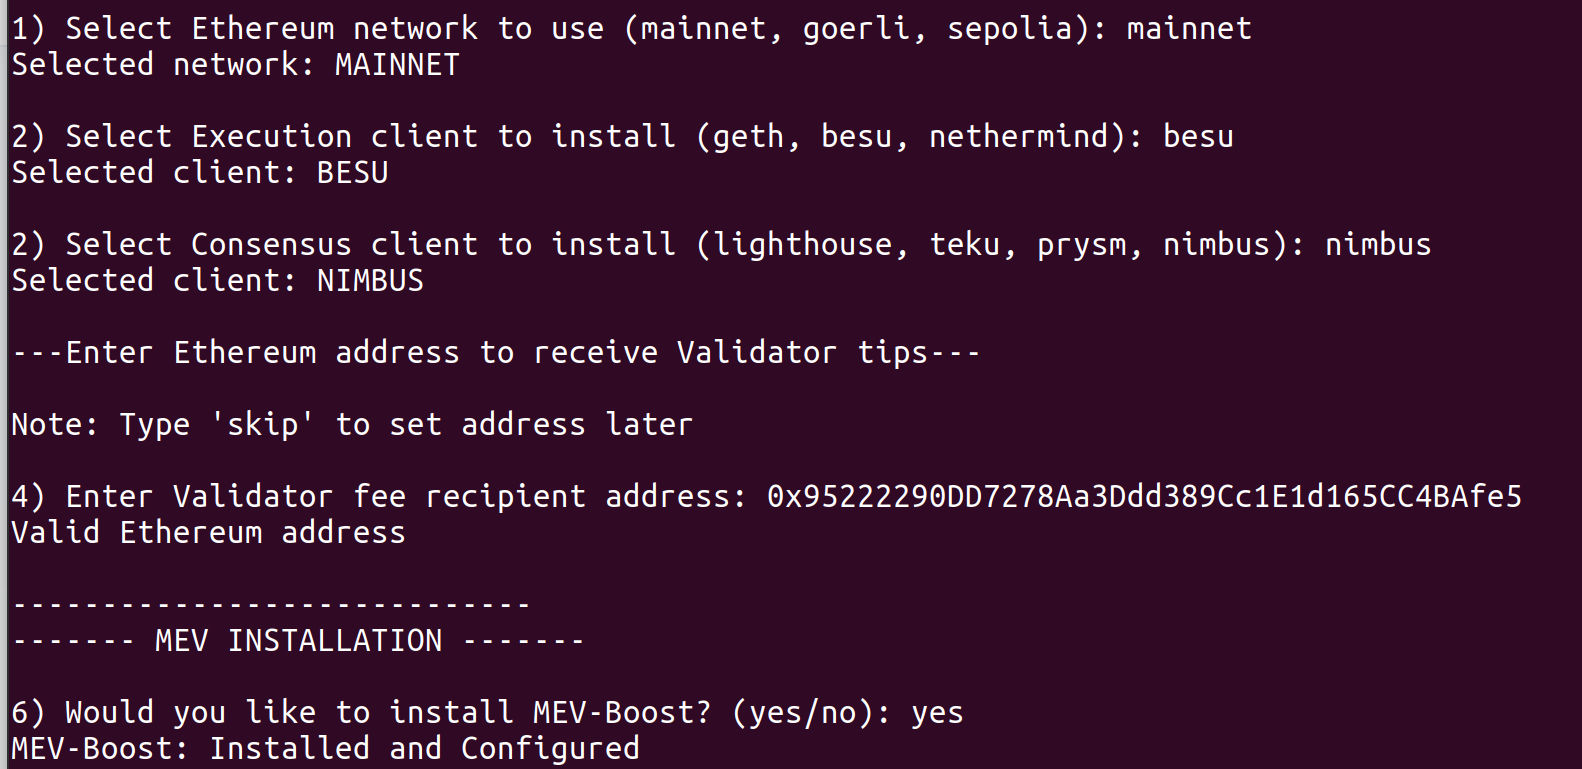 1) Select Ethereum network to use (mainnet, goerli, sepolia): mainnet
Selected network: MAINNET
2) Select Execution client to install (geth, besu, nethermind): besu
Selected client: BESU
2) Select Consensus client to install (lighthouse, teku, prysm, nimbus): nimbus
Selected client: NIMBUS
---Enter Ethereum address to receive Validator tips---
Note: Type 'skip' to set address later
4) Enter Validator fee recipient address: 0x95222290DD7278Aa3Ddd389Cc1E1d165CC4BAfe5
Valid Ethereum address
-----------------------------
------- MEV INSTALLATION -------
6) Would you like to install MEV-Boost? (yes/no): yes
MEV-Boost: Installed and Configured